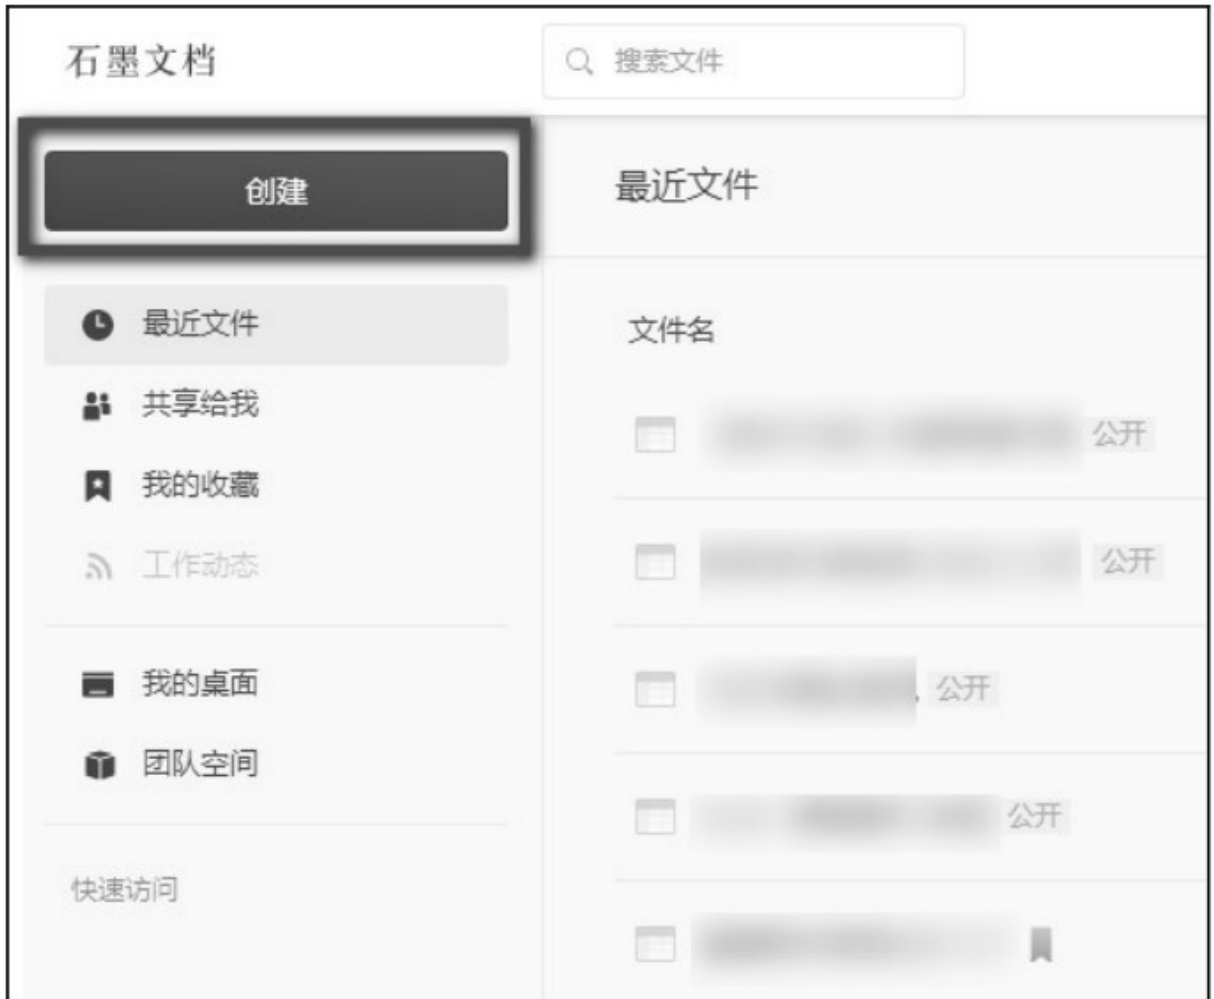 石墨文档
搜索文件
创建
最近文件
共享给我
我的收藏
工作动态
我的桌面
团队空间
快速访问
最近文件
文件名
公开
公开
公开
公开